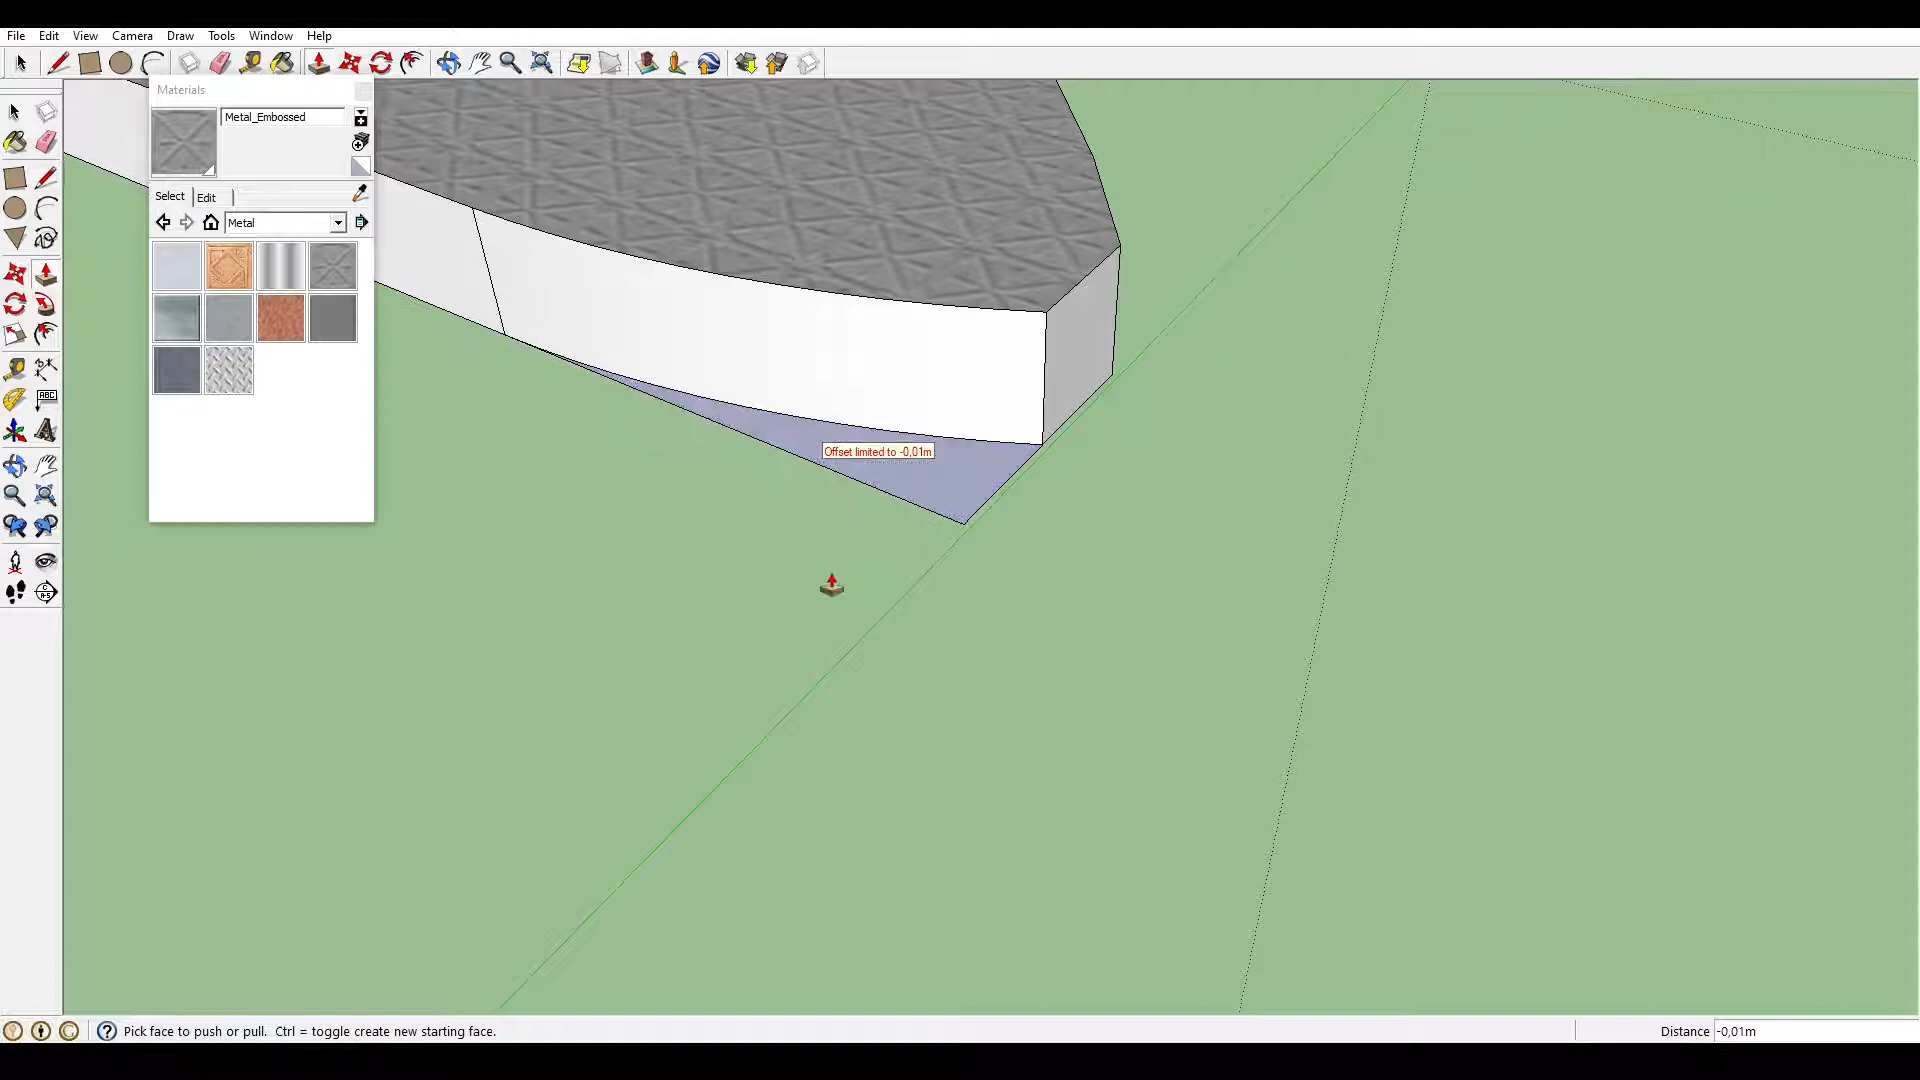 File Edit View Camera Draw Tools Window Help
Materials
Metal_Embossed
Select Edit
Metal
ABC
A
Offset limited to -0,01m
Pick face to push or pull. Ctrl = toggle create new starting face.
Distance -0,01m